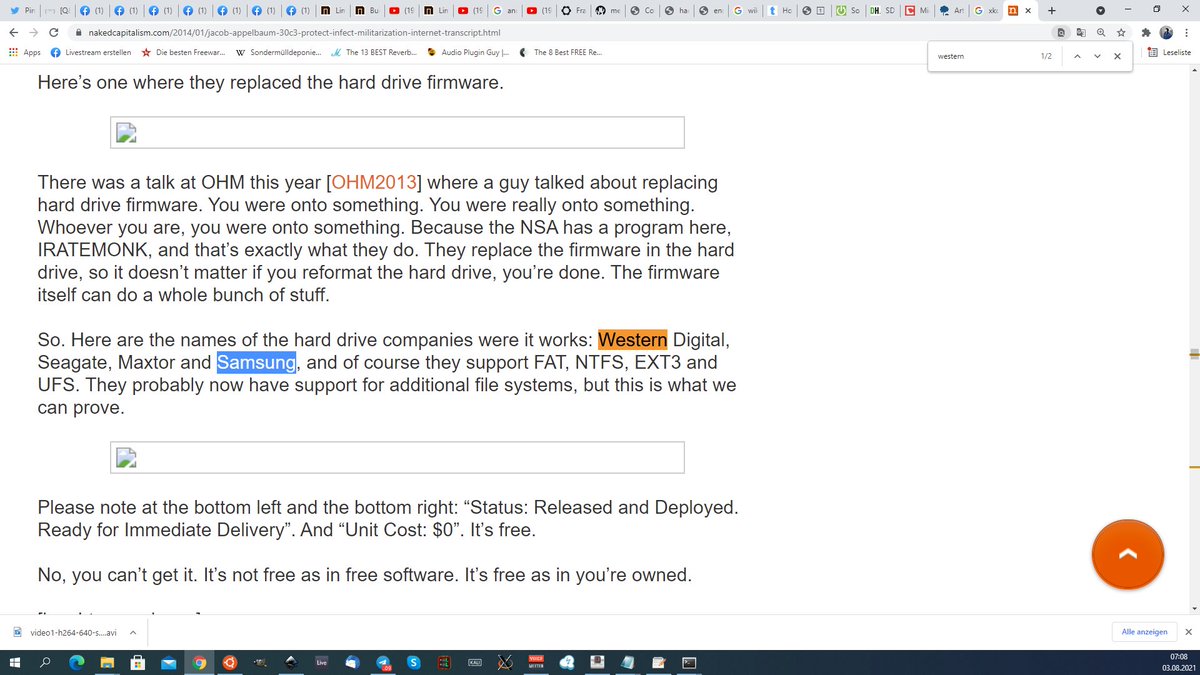 Pin [Q (1) (1) (1) (1) (1) (1) (1) Lin Bu (19 Lin (19 G an (19 Fra me Co ha en wi Ho So DH. SD Mi Art xk
nakedcapitalism.com/2014/01/jacob-appelbaum-30c3-protect-infect-militarization-internet-transcript.html
Apps Livestream erstellen Die besten Freewar... Sondermülldeponie... The 13 BEST Reverb... Audio Plugin Guy |... The 8 Best FREE Re... Leseliste
western 1/2
Here’s one where they replaced the hard drive firmware.
There was a talk at OHM this year [OHM2013] where a guy talked about replacing
hard drive firmware. You were onto something. You were really onto something.
Whoever you are, you were onto something. Because the NSA has a program here,
IRATEMONK, and that’s exactly what they do. They replace the firmware in the hard
drive, so it doesn’t matter if you reformat the hard drive, you’re done. The firmware
itself can do a whole bunch of stuff.
So. Here are the names of the hard drive companies were it works: Western Digital,
Seagate, Maxtor and Samsung, and of course they support FAT, NTFS, EXT3 and
UFS. They probably now have support for additional file systems, but this is what we
can prove.
Please note at the bottom left and the bottom right: “Status: Released and Deployed.
Ready for Immediate Delivery”. And “Unit Cost: $0”. It’s free.
No, you can’t get it. It’s not free as in free software. It’s free as in you’re owned.
video1-h264-640-s....avi
Alle anzeigen
Live
07:08
03.08.2021